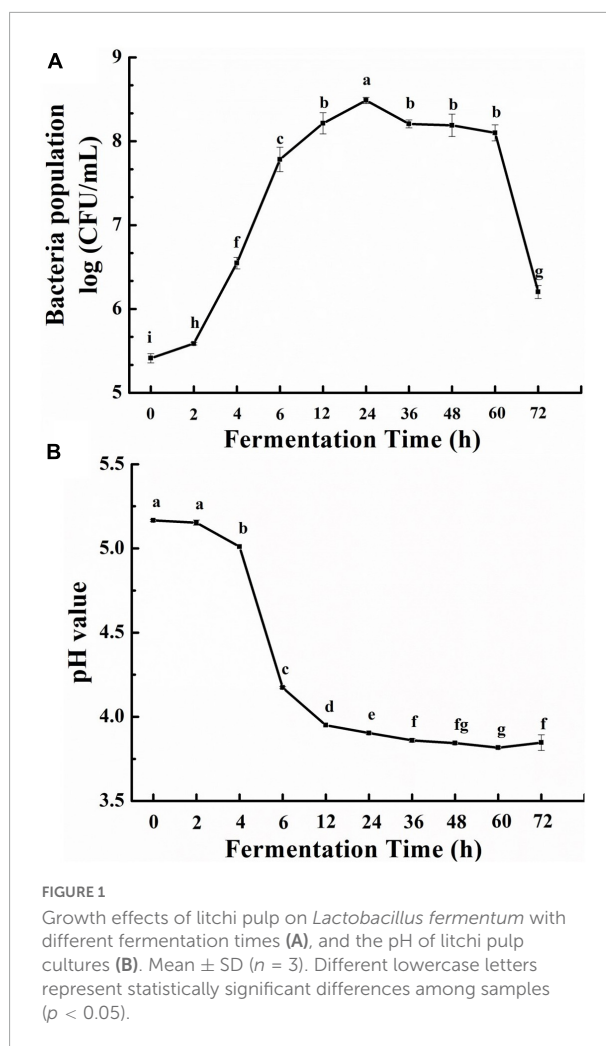 A
Bacteria population
log (CFU/mL)
9
8
7
6
5
i
h
f
c
b
a
b
b
b
g
0 2 4 6 12 24 36 48 60 72
Fermentation Time (h)
B
pH value
5.5
5.0
4.5
4.0
3.5
a
a
b
c
d
e
f
fg
g
f
0 2 4 6 12 24 36 48 60 72
Fermentation Time (h)
FIGURE 1
Growth effects of litchi pulp on Lactobacillus fermentum with
different fermentation times (A), and the pH of litchi pulp
cultures (B). Mean ± SD (n = 3). Different lowercase letters
represent statistically significant differences among samples
(p < 0.05).